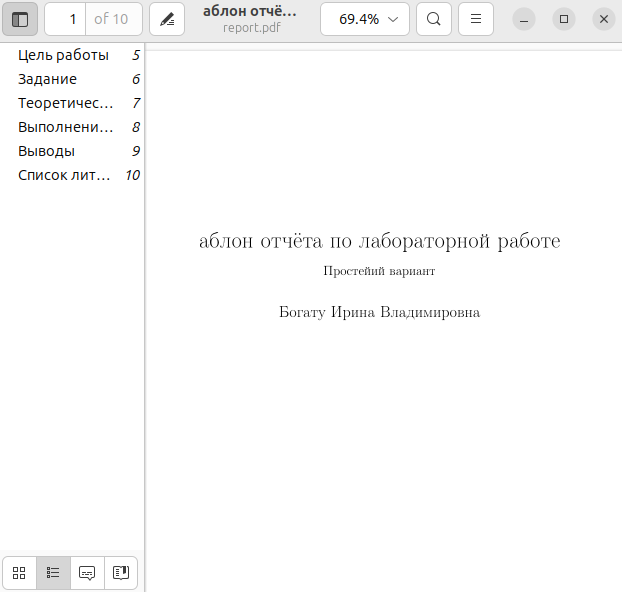 1 of 10
аблон отчё…
report.pdf
69.4%
Цель работы 5
Задание 6
Теоретичес… 7
Выполнени… 8
Выводы 9
Список лит… 10
аблон отчёта по лабораторной работе
Простейий вариант
Богату Ирина Владимировна